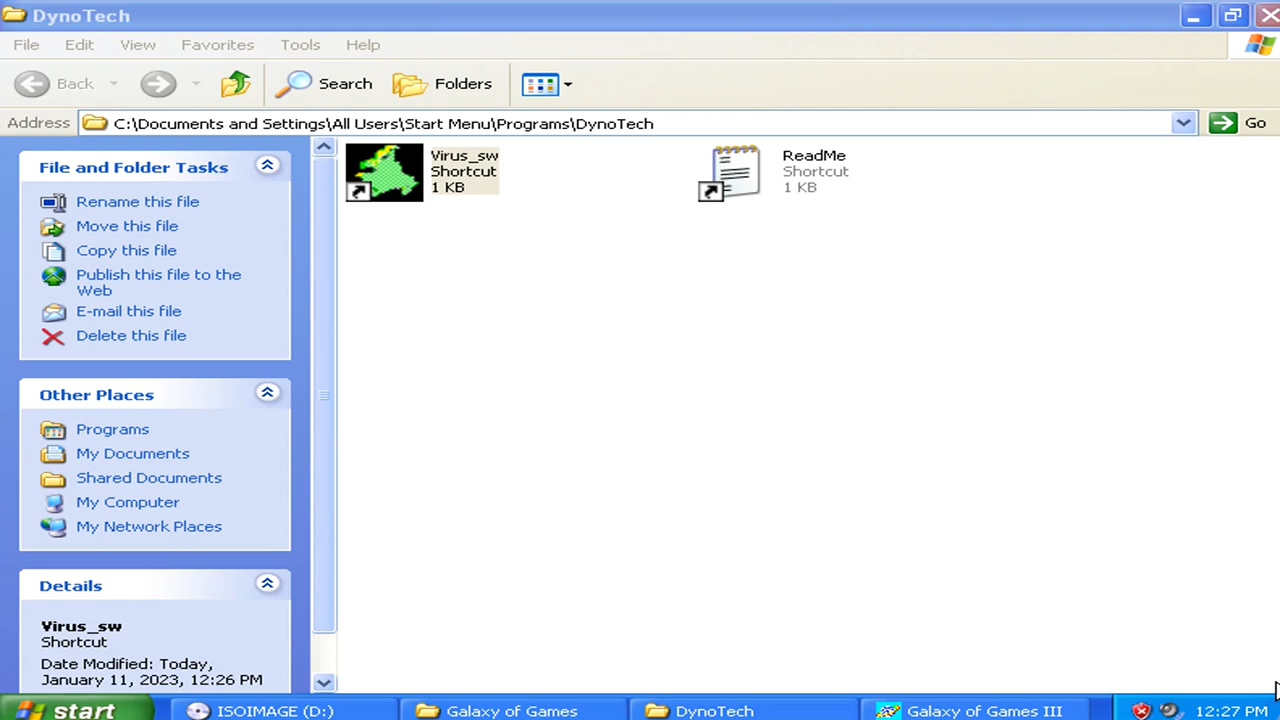 DynoTech
File Edit View Favorites Tools Help
Back Search Folders
Address C:\Documents and Settings\All Users\Start Menu\Programs\DynoTech Go
File and Folder Tasks
Rename this file
Move this file
Copy this file
Publish this file to the
Web
E-mail this file
Delete this file
Other Places
Programs
My Documents
Shared Documents
My Computer
My Network Places
Details
Virus_sw
Shortcut
Date Modified: Today,
January 11, 2023, 12:26 PM
Virus_sw
Shortcut
1 KB
ReadMe
Shortcut
1 KB
start ISOIMAGE (D:) Galaxy of Games DynoTech Galaxy of Games III 12:27 PM